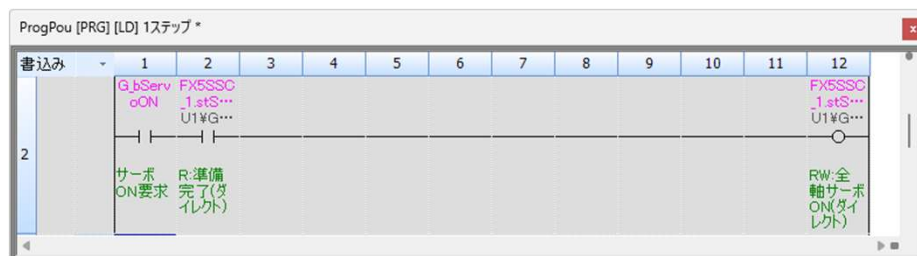 ProgPou [PRG] [LD] 1ステップ *
書込み 1 2 3 4 5 6 7 8 9 10 11 12
G_bServ FX5SSC FX5SSC
oON _1.stS… _1.stS…
U1¥G… U1¥G…
2
サーボ R:準備 RW:全
ON要求 完了(ダ 軸サーボ
イレクト) ON(ダイ
レクト)